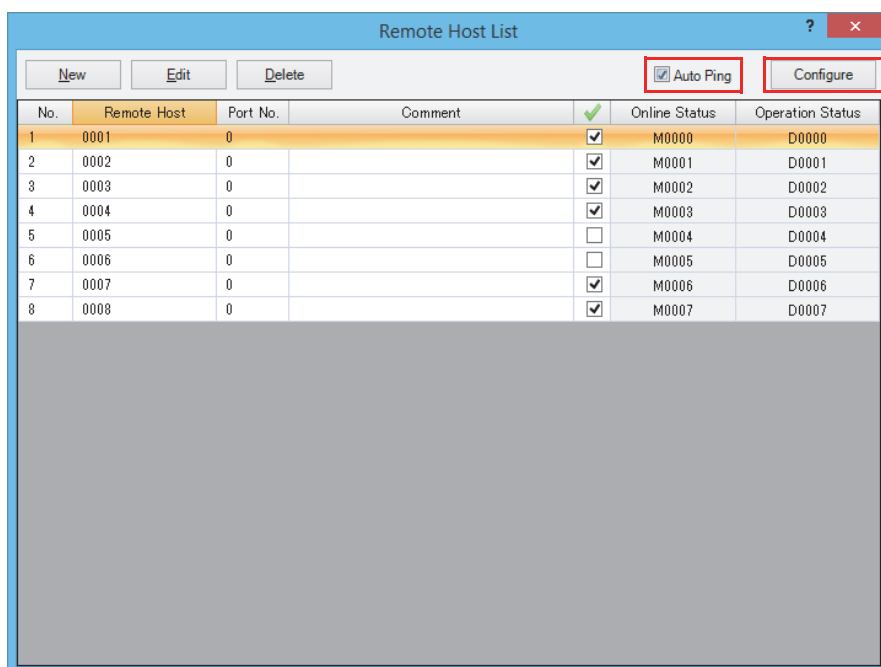 Remote Host List ? ×
New Edit Delete Auto Ping Configure
No. Remote Host Port No. Comment Online Status Operation Status
1 0001 0 M0000 D0000
2 0002 0 M0001 D0001
3 0003 0 M0002 D0002
4 0004 0 M0003 D0003
5 0005 0 M0004 D0004
6 0006 0 M0005 D0005
7 0007 0 M0006 D0006
8 0008 0 M0007 D0007